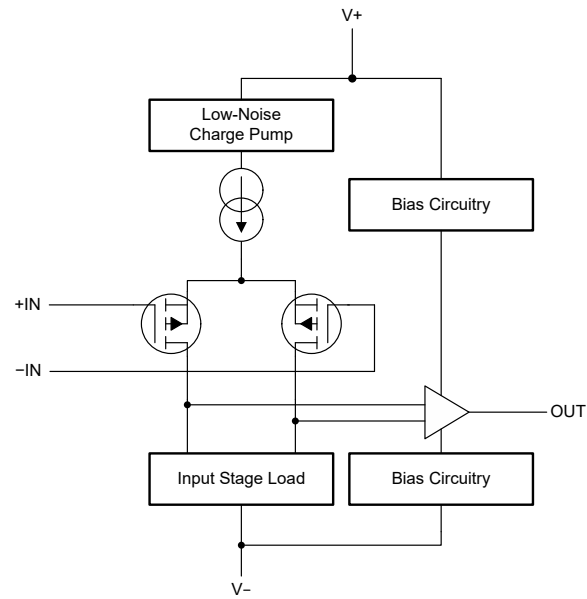 V+
Low-Noise
Charge Pump
Bias Circuitry
+IN
−IN
OUT
Input Stage Load
Bias Circuitry
V−